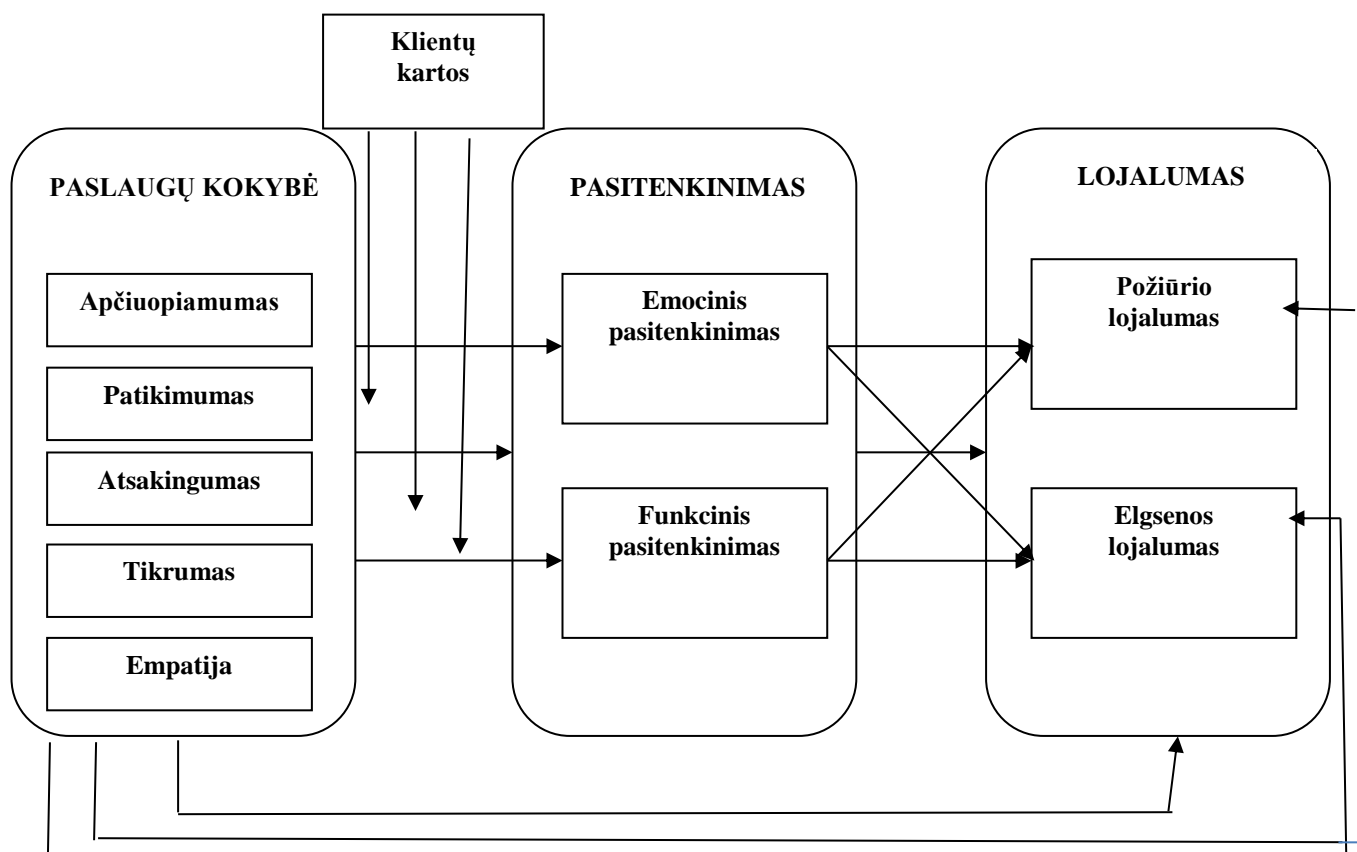 Klientų
kartos
PASLAUGŲ KOKYBĖ
Apčiuopiamumas
Patikimumas
Atsakingumas
Tikrumas
Empatija
PASITENKINIMAS
Emocinis
pasitenkinimas
Funkcinis
pasitenkinimas
LOJALUMAS
Požiūrio
lojalumas
Elgsenos
lojalumas